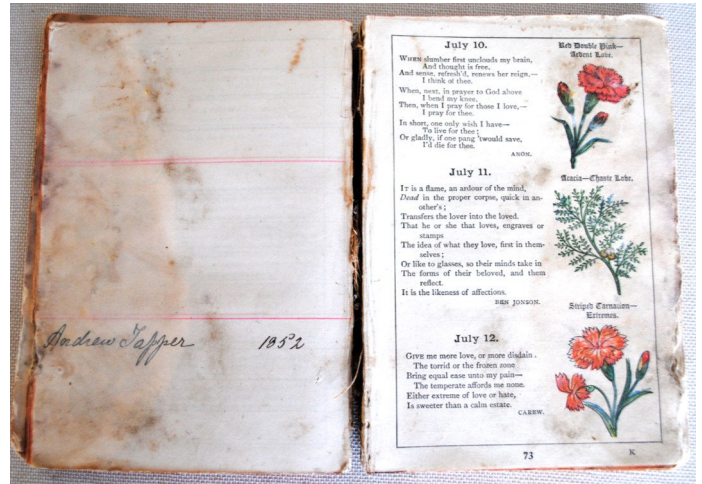 Andrew Tapper 1852
July 10.
WHEN slumber first unclouds my brain,
And thought is free,
And sense, refresh'd, renews her reign,—
I think of thee.
When, next, in prayer to God above
I bend my knee,
Then, when I pray for those I love,—
I pray for thee.
In short, one only wish I have—
To live for thee;
Or gladly, if one pang 'twould save,
I'd die for thee.
ANON.
Red Double Pink—
Ardent Love.
July 11.
IT is a flame, an ardour of the mind,
Dead in the proper corpse, quick in an-
other's;
Transfers the lover into the loved.
That he or she that loves, engraves or
stamps
The idea of what they love, first in them-
selves;
Or like to glasses, so their minds take in
The forms of their beloved, and them
reflect.
It is the likeness of affections.
BEN JONSON.
Acacia—Chaste Love.
July 12.
GIVE me more love, or more disdain.
The torrid or the frozen zone
Bring equal ease unto my pain—
The temperate affords me none.
Either extreme of love or hate,
Is sweeter than a calm estate.
CAREW.
Striped Carnation—
Extremes.
73
K